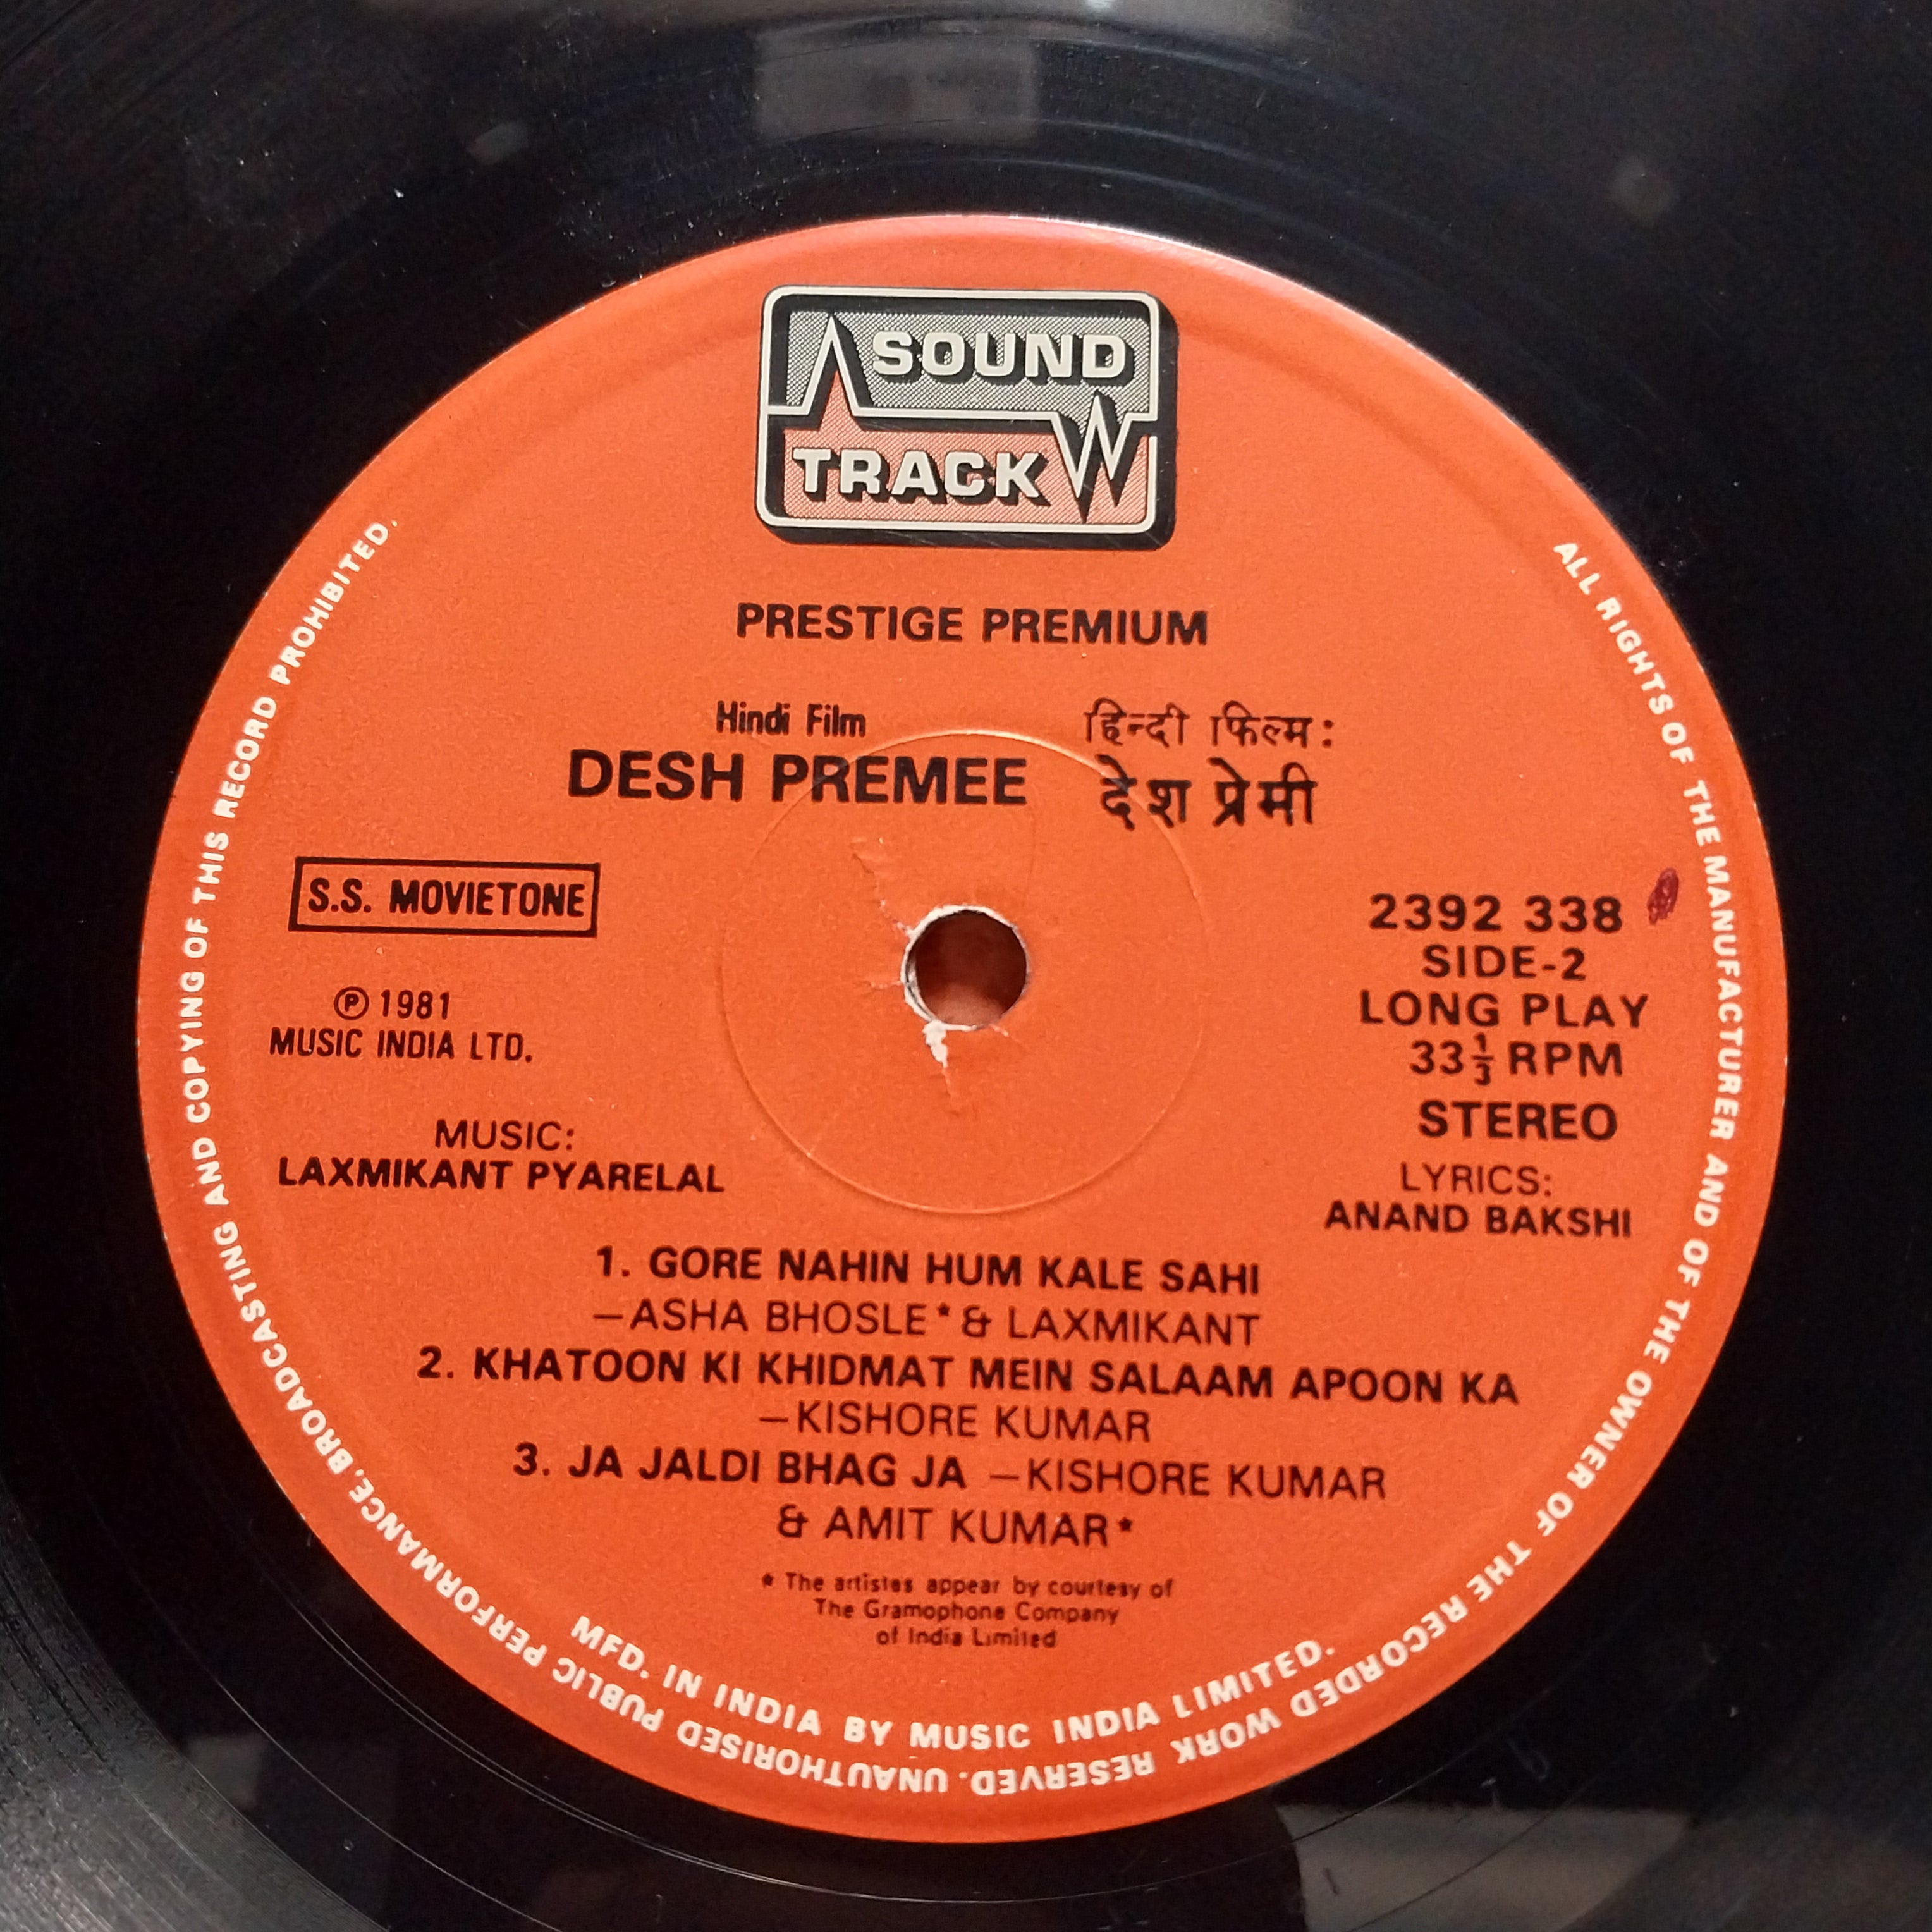 SOUND
TRACK
PRESTIGE PREMIUM
Hindi Film
DESH PREMEE
हिन्दी फिल्म:
देश प्रेमी
S.S. MOVIETONE
Ⓟ 1981
MUSIC INDIA LTD.
MUSIC:
LAXMIKANT PYARELAL
2392 338
SIDE-2
LONG PLAY
33⅓ RPM
STEREO
LYRICS:
ANAND BAKSHI
1. GORE NAHIN HUM KALE SAHI
—ASHA BHOSLE* & LAXMIKANT
2. KHATOON KI KHIDMAT MEIN SALAAM APOON KA
—KISHORE KUMAR
3. JA JALDI BHAG JA —KISHORE KUMAR
& AMIT KUMAR*
* The artistes appear by courtesy of
The Gramophone Company
of India Limited
MFD. IN INDIA BY MUSIC INDIA LIMITED.
ALL RIGHTS OF THE MANUFACTURER AND OF THE OWNER OF THE RECORDED WORK RESERVED. UNAUTHORISED PUBLIC PERFORMANCE, BROADCASTING AND COPYING OF THIS RECORD PROHIBITED.